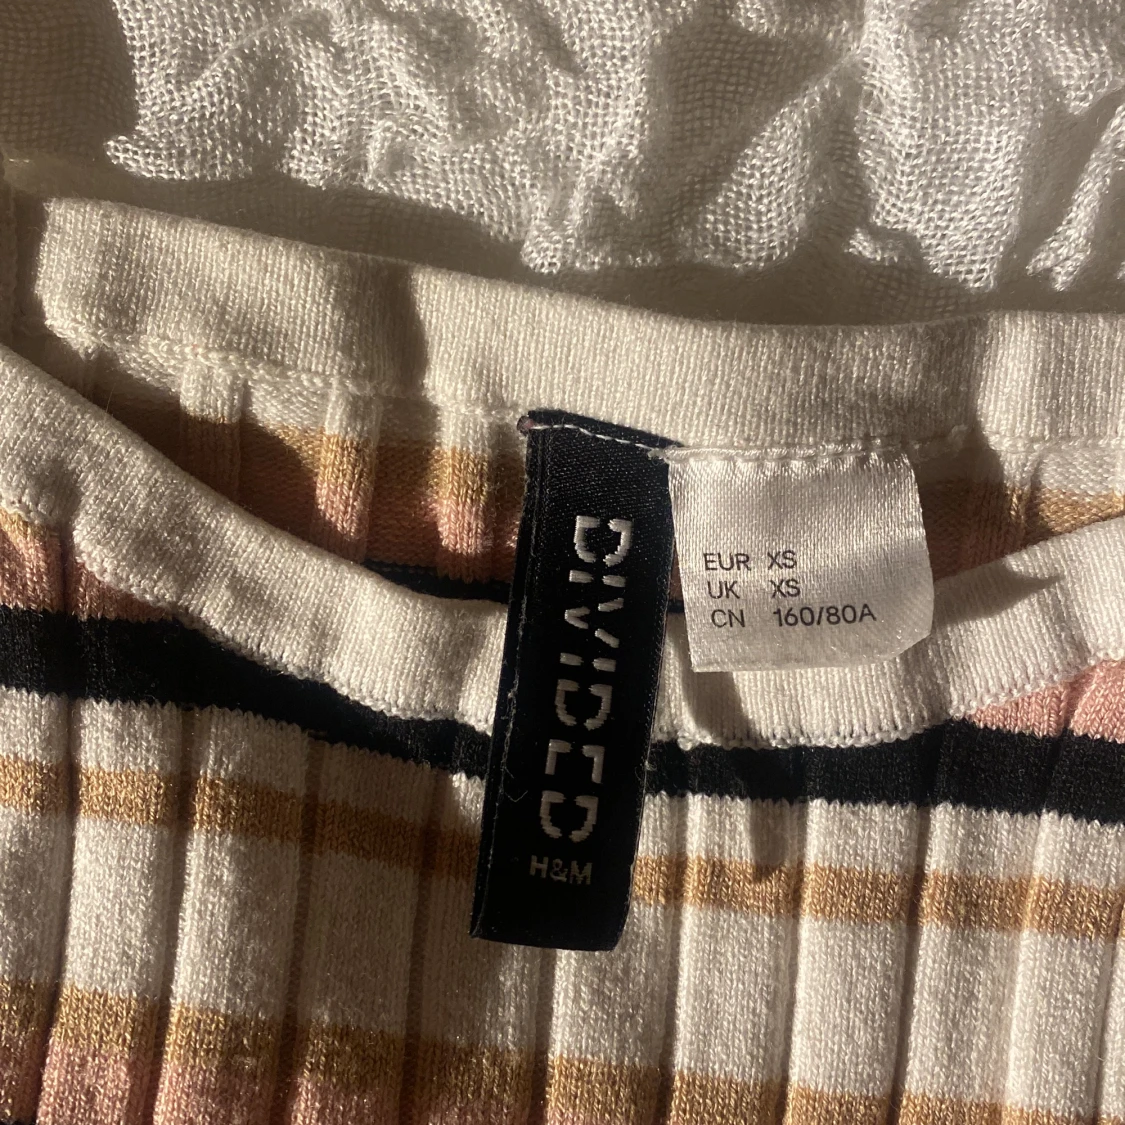 DIVIDED
H&M
EUR XS
UK XS
CN 160/80A